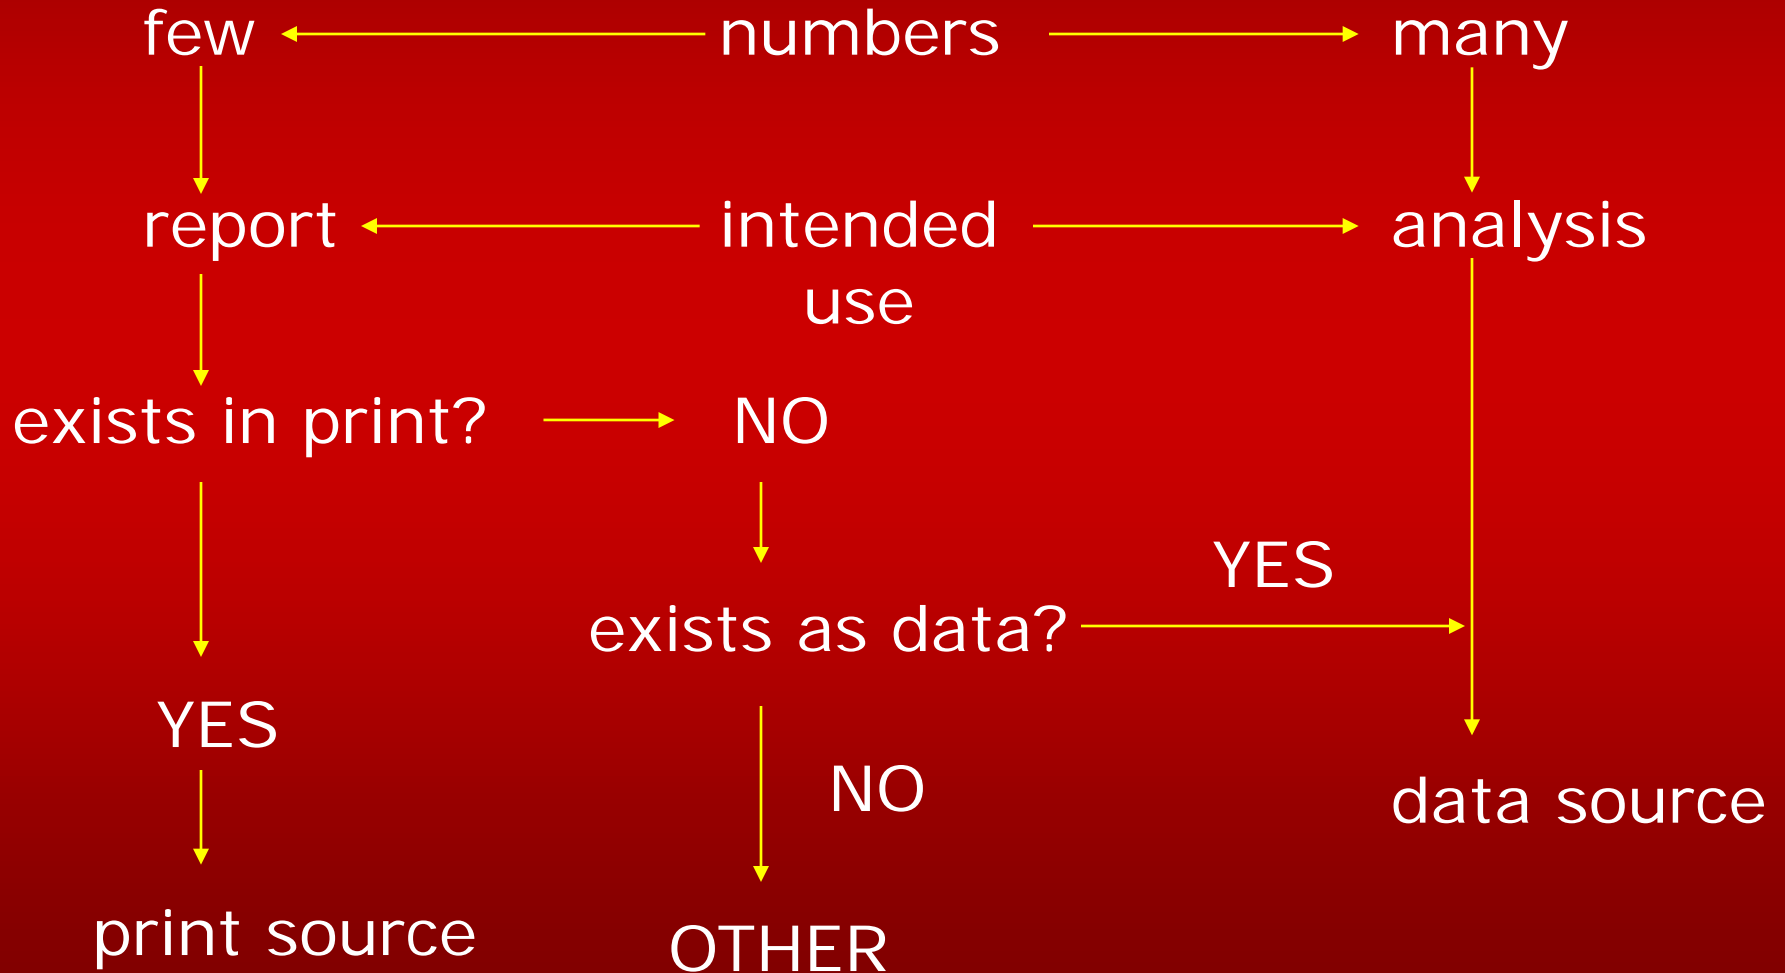 few numbers many
report intended analysis
use
exists in print? NO
YES
exists as data?
YES
NO
data source
print source OTHER